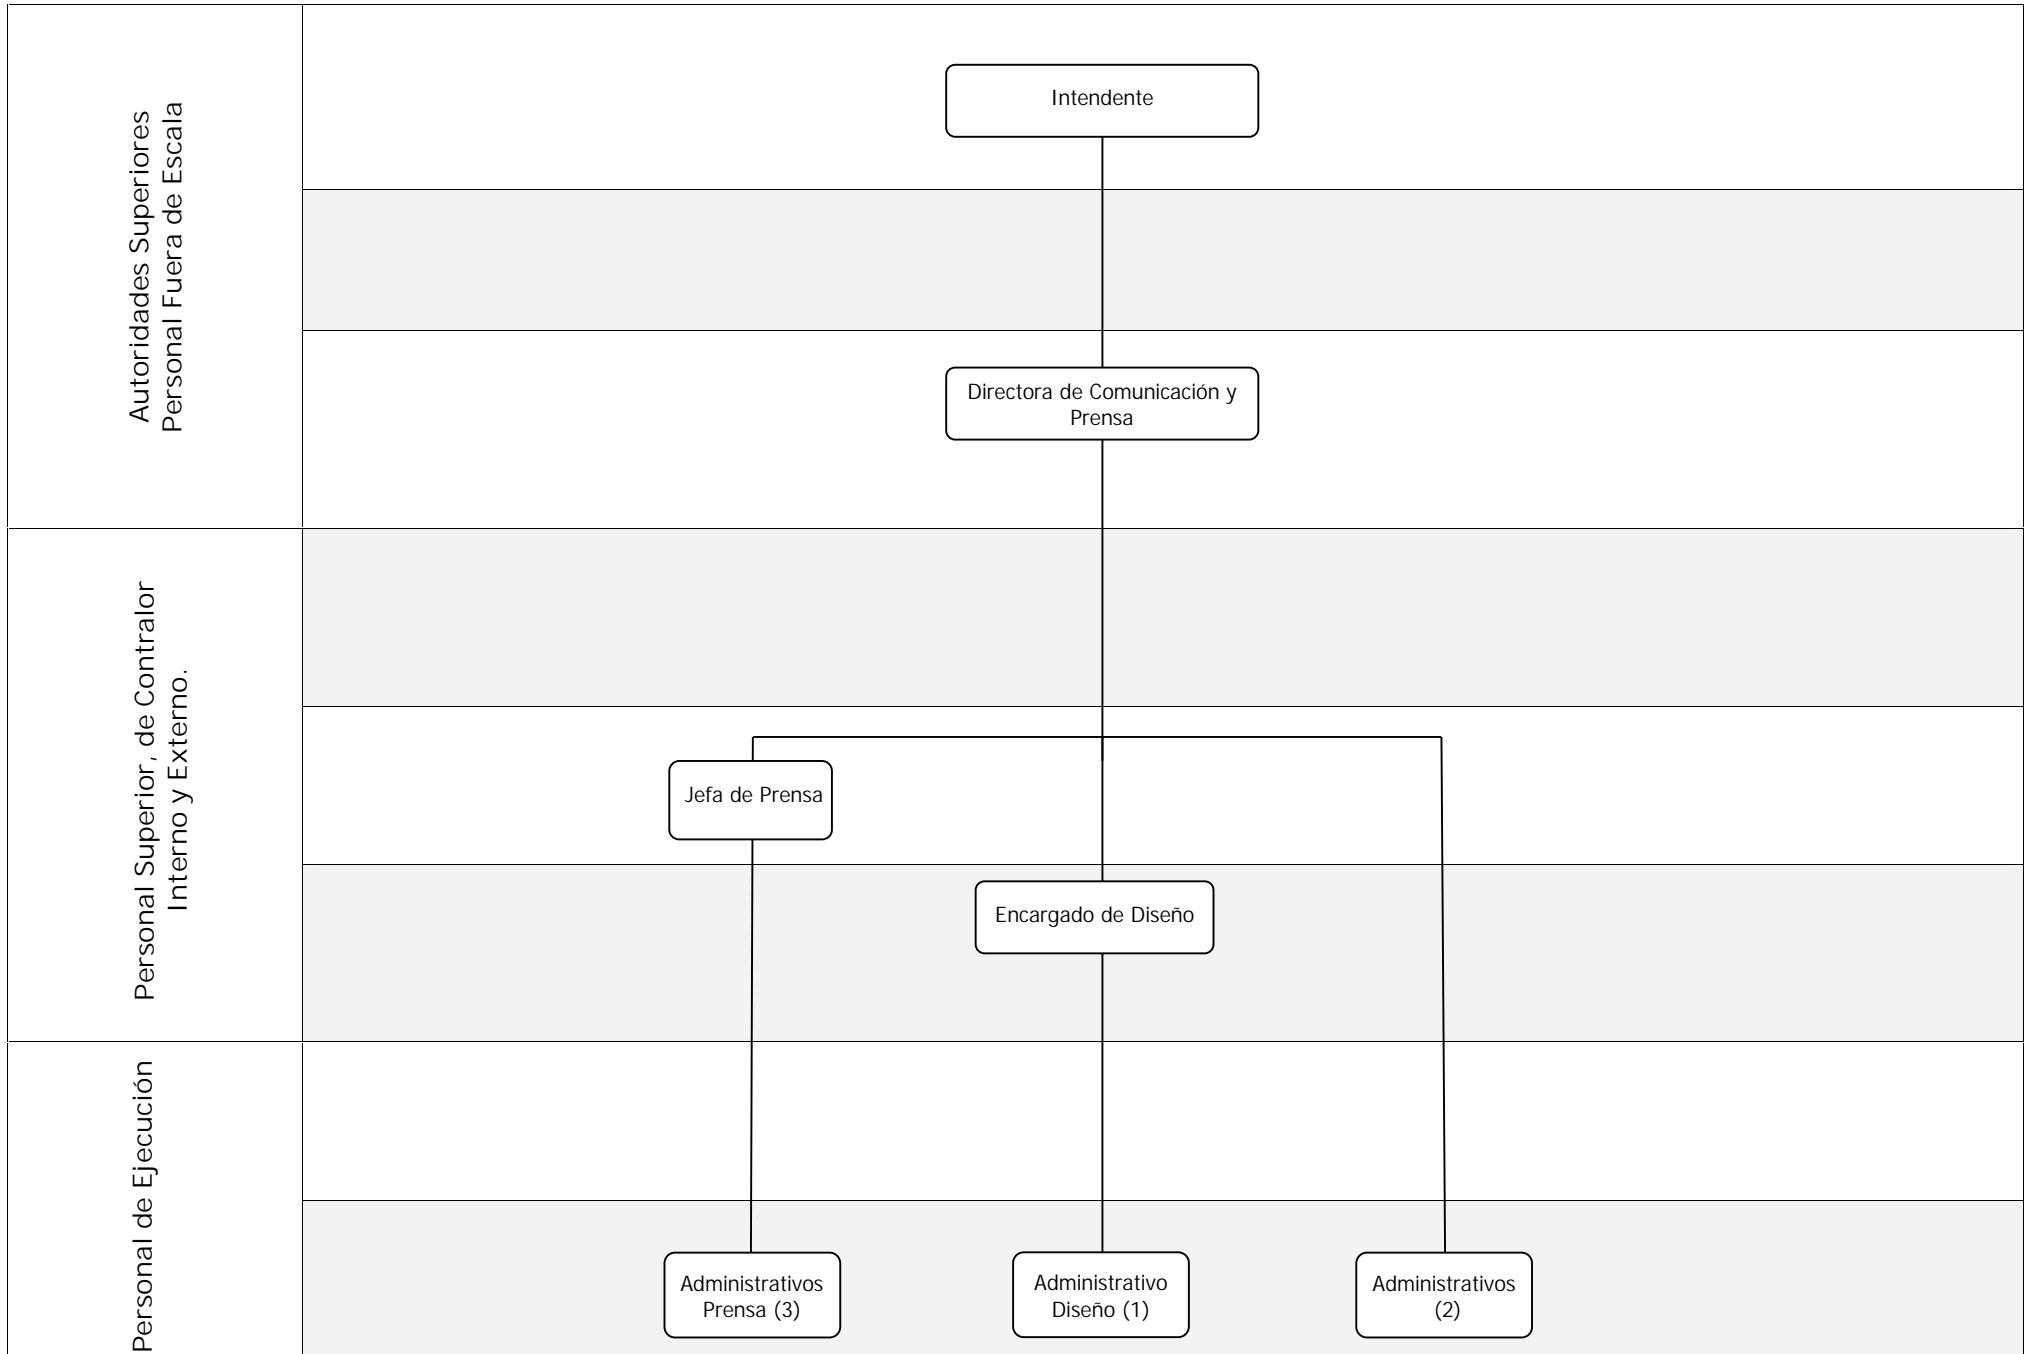 Autoridades Superiores
Personal Fuera de Escala
Intendente
Directora de Comunicación y
Prensa
Personal Superior, de Contralor
Interno y Externo.
Jefa de Prensa
Encargado de Diseño
Personal de Ejecución
Administrativos
Prensa (3)
Administrativo
Diseño (1)
Administrativos
(2)